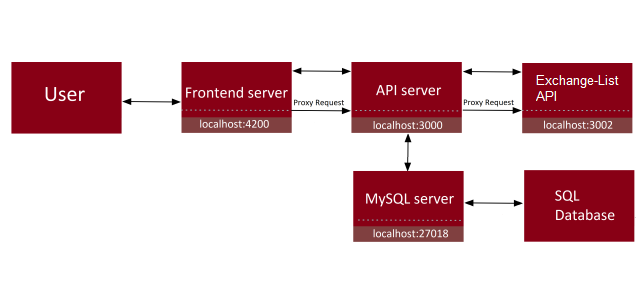 User
Frontend server
localhost:4200
Proxy Request
API server
localhost:3000
Proxy Request
Exchange-List
API
localhost:3002
MySQL server
localhost:27018
SQL
Database